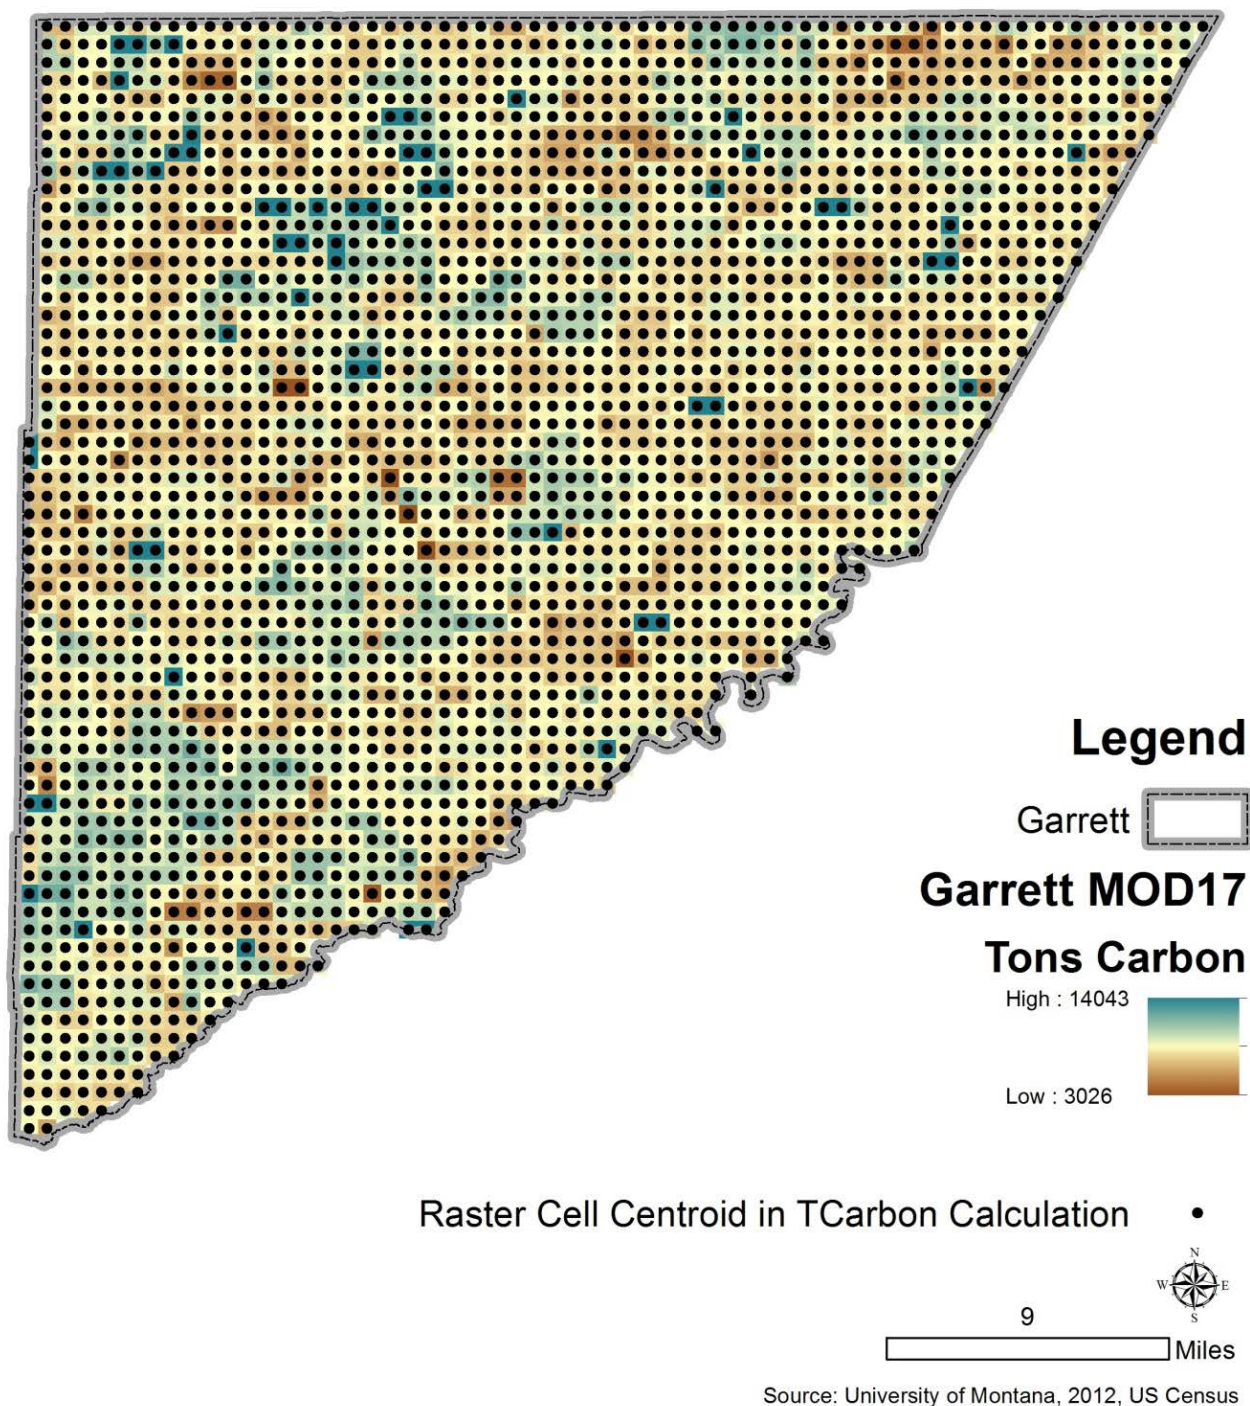 Legend
Garrett
Garrett MOD17
Tons Carbon
High : 14043
Low : 3026
Raster Cell Centroid in TCarbon Calculation
N
W E
S
9
Miles
Source: University of Montana, 2012, US Census